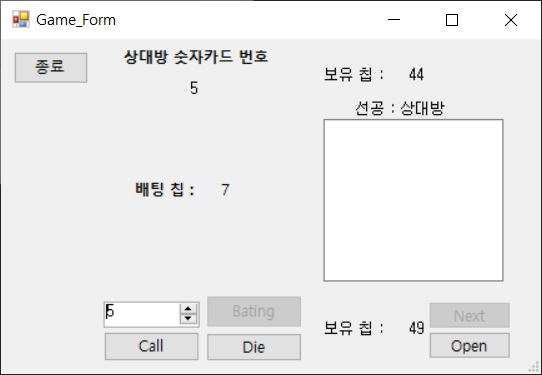 Game_Form
종료
상대방 숫자카드 번호
5
보유 칩 : 44
선공 : 상대방
배팅 칩 : 7
5
Bating
Call
Die
보유 칩 : 49
Next
Open